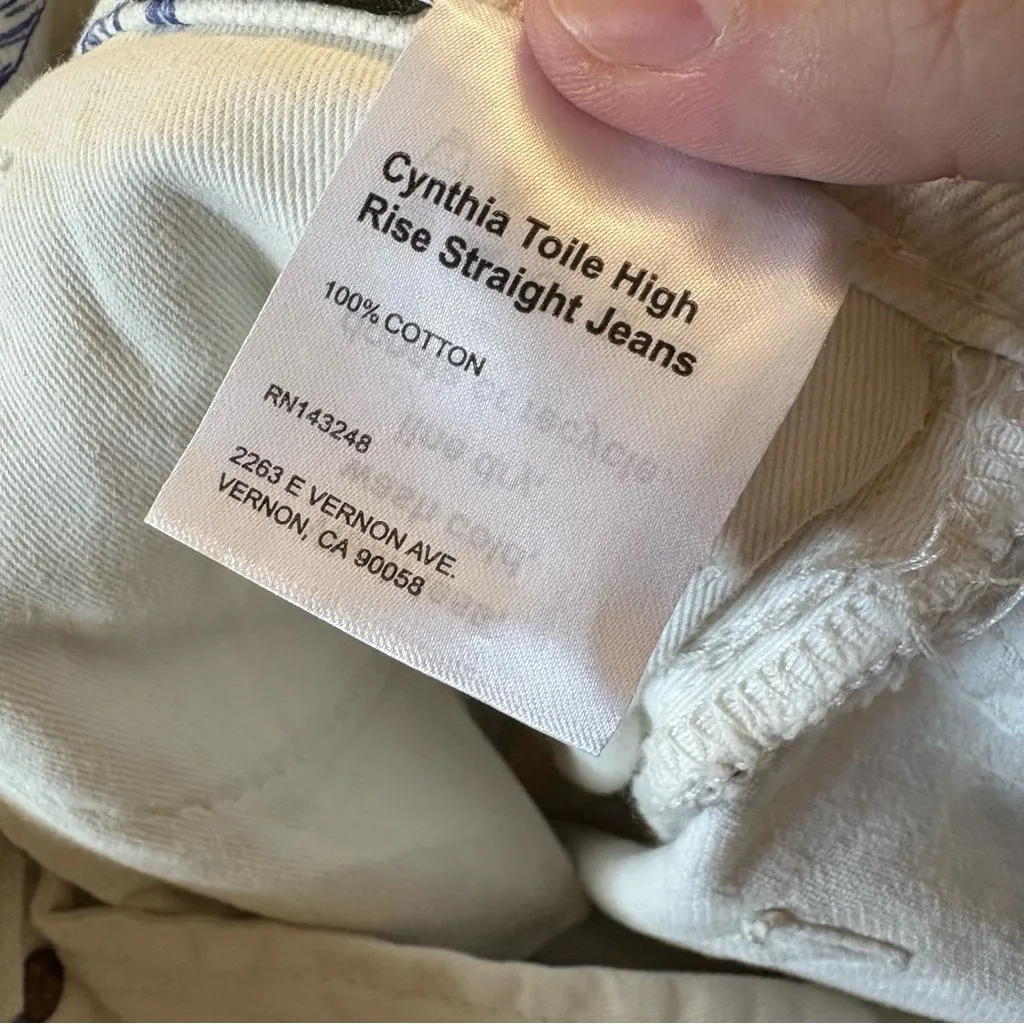 Cynthia Toile High
Rise Straight Jeans
100% COTTON
RN143248
2263 E VERNON AVE.
VERNON, CA 90058